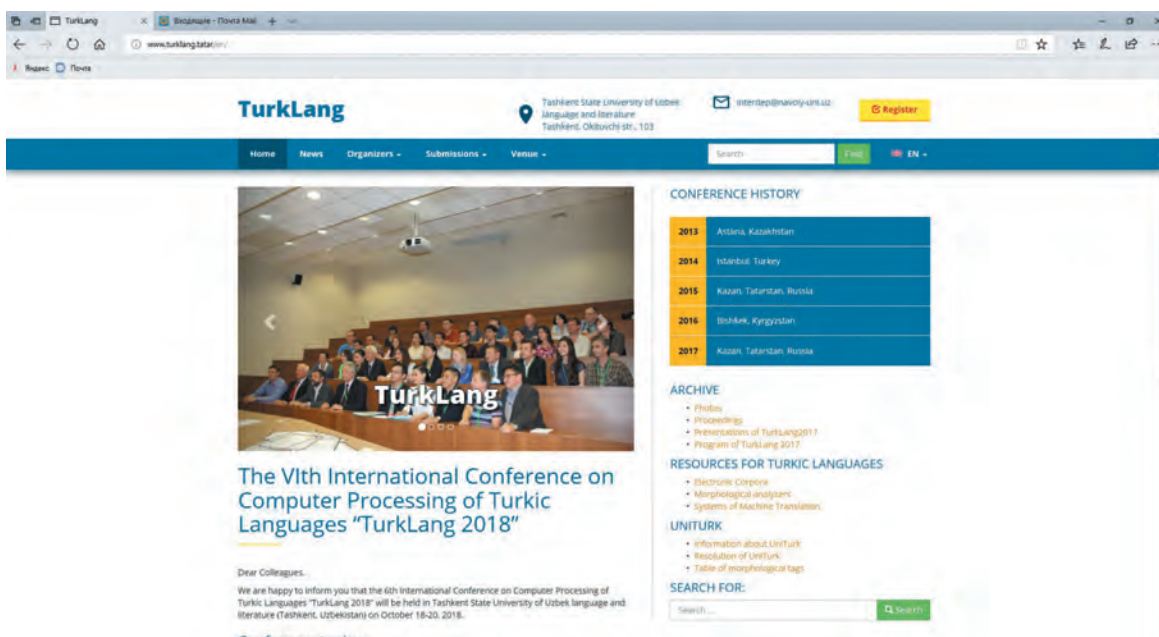 TurkLang
Входящие - Почта Mail
www.turklang.tatar/en/
Яндекс
Почта
TurkLang
Tashkent State University of Uzbek
language and literature
Tashkent, Okituvchi str., 103
interdep@navoiy-uni.uz
Register
Home
News
Organizers
Submissions
Venue
Search
Find
EN
TurkLang
The VIth International Conference on
Computer Processing of Turkic
Languages “TurkLang 2018”
Dear Colleagues,
We are happy to inform you that the 6th International Conference on Computer Processing of
Turkic Languages "TurkLang 2018" will be held in Tashkent State University of Uzbek language and
literature (Tashkent, Uzbekistan) on October 18-20, 2018.
CONFERENCE HISTORY
2013 Astana, Kazakhstan
2014 Istanbul, Turkey
2015 Kazan, Tatarstan, Russia
2016 Bishkek, Kyrgyzstan
2017 Kazan, Tatarstan, Russia
ARCHIVE
Photos
Proceedings
Presentations of TurkLang2017
Program of TurkLang 2017
RESOURCES FOR TURKIC LANGUAGES
Electronic Corpora
Morphological analyzers
Systems of Machine Translation
UNITURK
Information about UniTurk
Resolution of UniTurk
Table of morphological tags
SEARCH FOR:
Search ...
Search